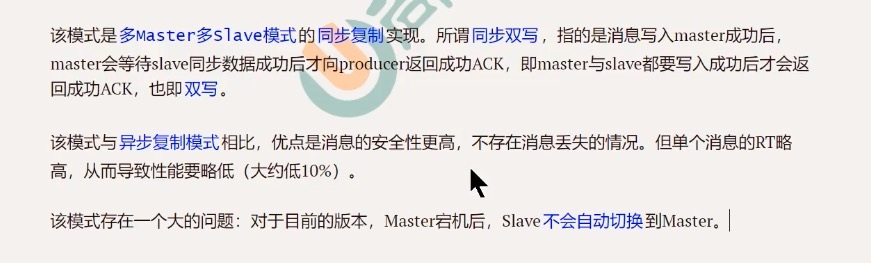 该模式是多Master多Slave模式的同步复制实现。所谓同步双写，指的是消息写入master成功后，
master会等待slave同步数据成功后才向producer返回成功ACK，即master与slave都要写入成功后才会返
回成功ACK，也即双写。
该模式与异步复制模式相比，优点是消息的安全性更高，不存在消息丢失的情况。但单个消息的RT略
高，从而导致性能要略低（大约低10%）。
该模式存在一个大的问题：对于目前的版本，Master宕机后，Slave不会自动切换到Master。